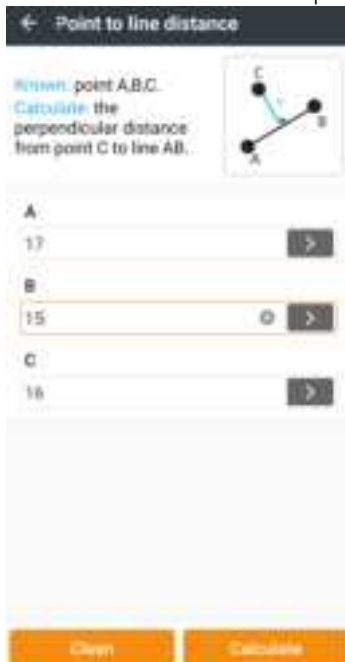 Point to line distance
Known: point A,B,C.
Calculate: the
perpendicular distance
from point C to line AB.
C
B
A
A
17
B
15
C
16
Clean
Calculate